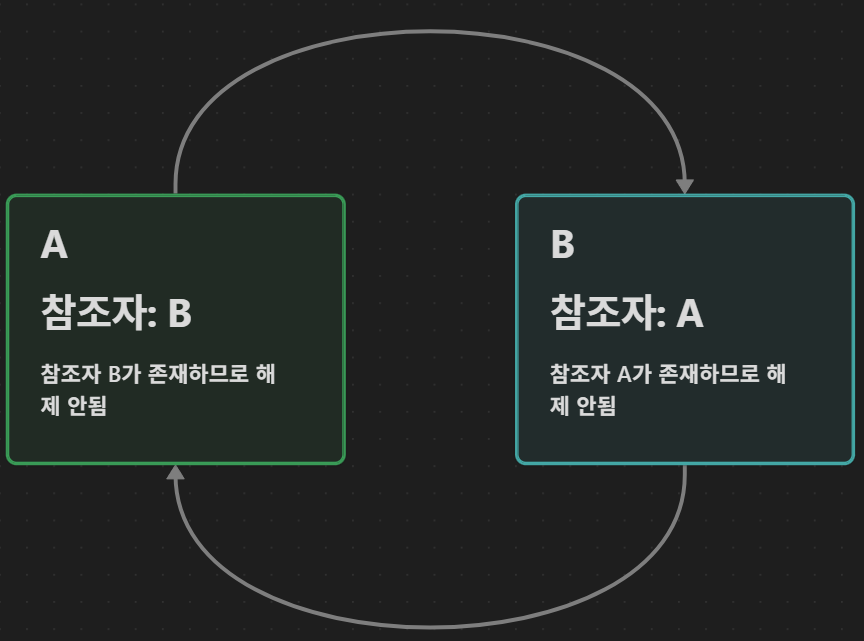 A
참조자: B
참조자 B가 존재하므로 해
제 안됨
B
참조자: A
참조자 A가 존재하므로 해
제 안됨